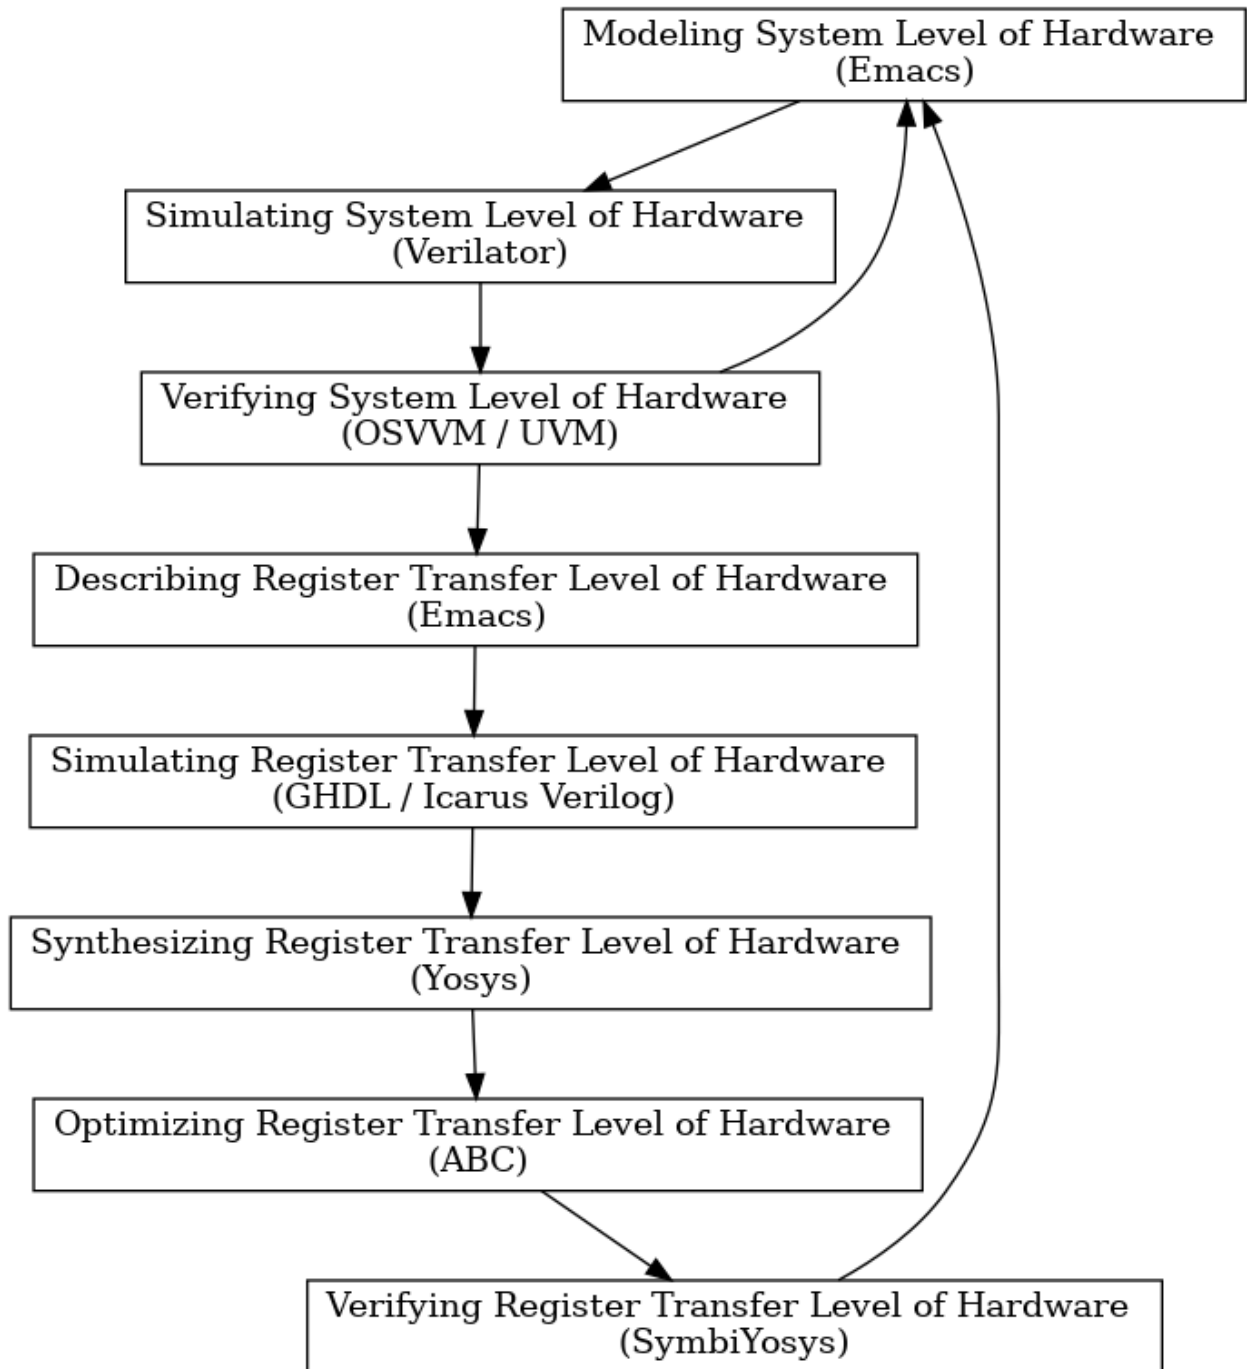 Modeling System Level of Hardware
(Emacs)
Simulating System Level of Hardware
(Verilator)
Verifying System Level of Hardware
(OSVVM / UVM)
Describing Register Transfer Level of Hardware
(Emacs)
Simulating Register Transfer Level of Hardware
(GHDL / Icarus Verilog)
Synthesizing Register Transfer Level of Hardware
(Yosys)
Optimizing Register Transfer Level of Hardware
(ABC)
Verifying Register Transfer Level of Hardware
(SymbiYosys)